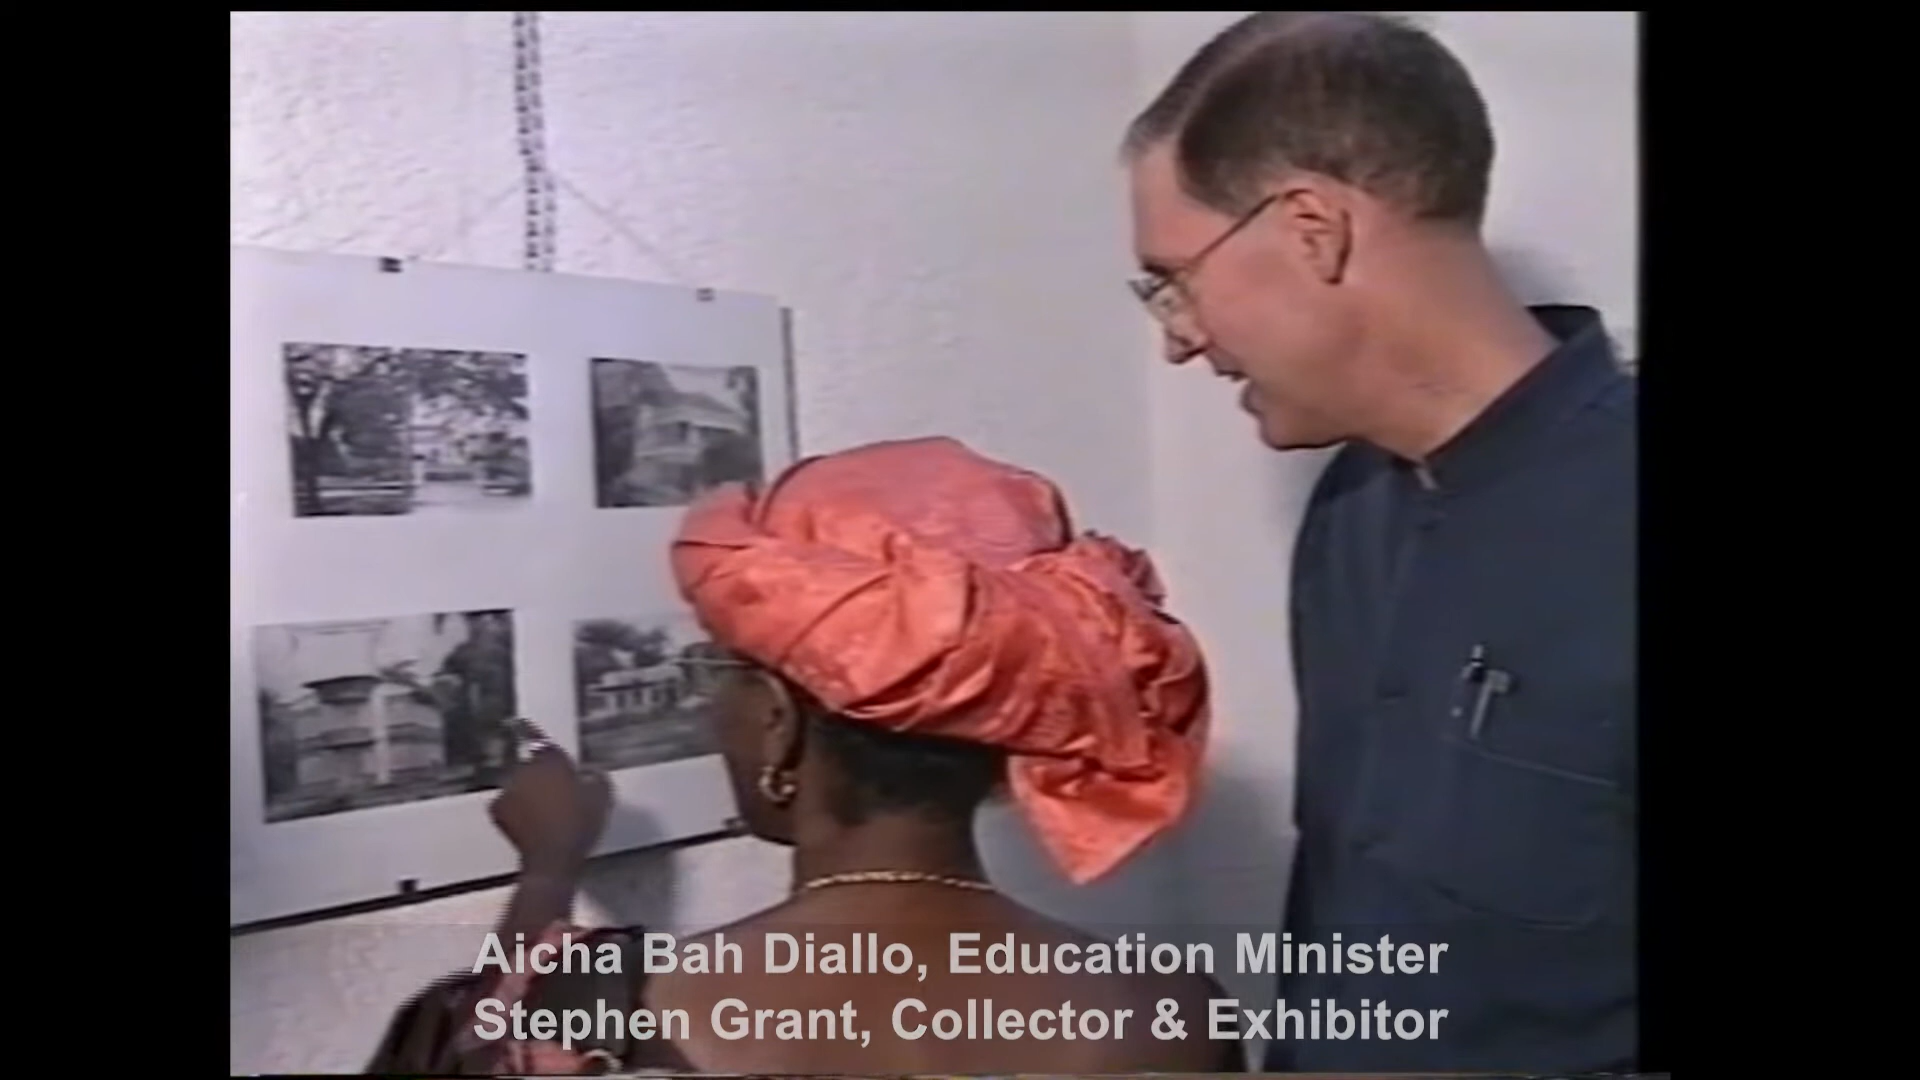 Aicha Bah Diallo, Education Minister
Stephen Grant, Collector & Exhibitor